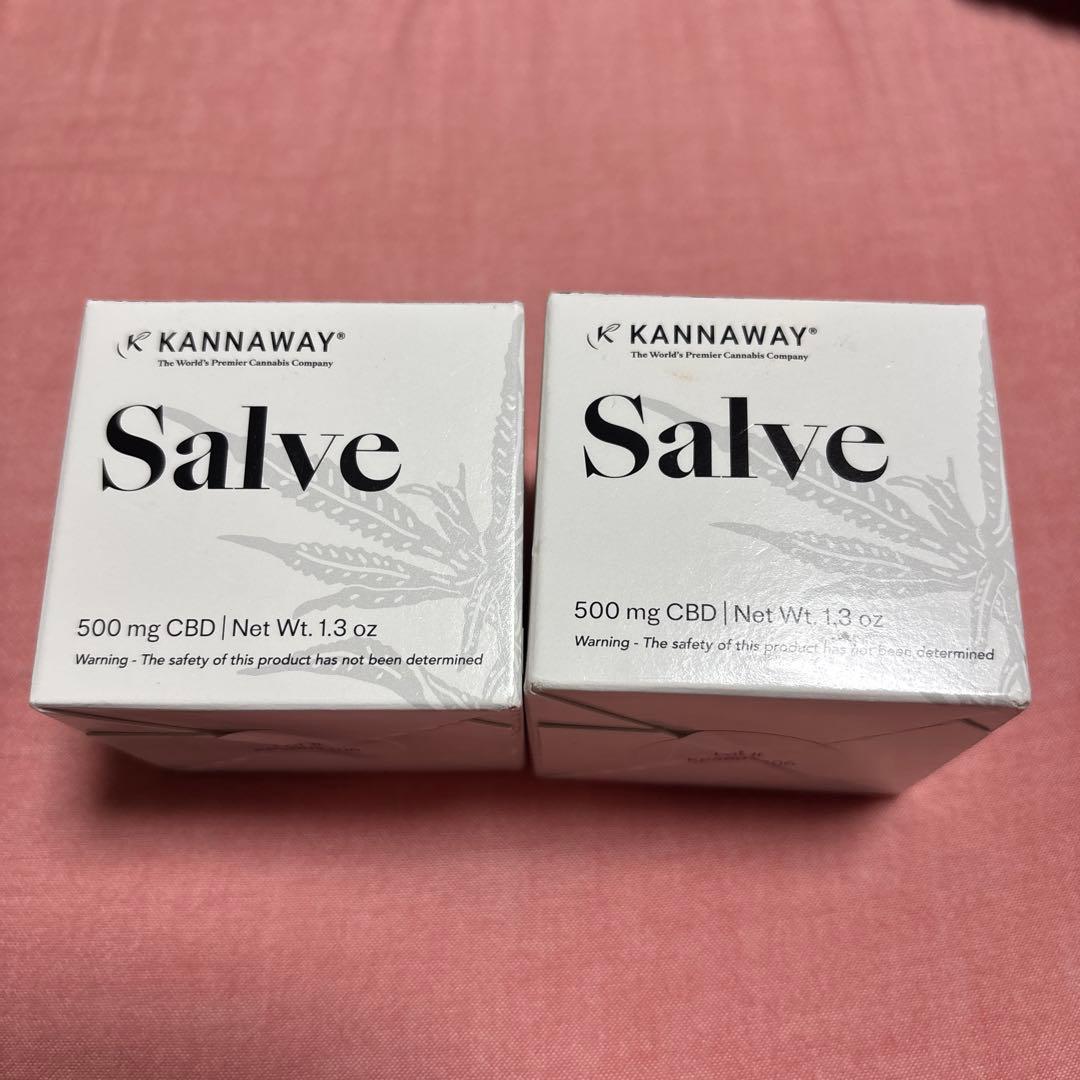 KANNAWAY®
The World's Premier Cannabis Company
Salve
500 mg CBD | Net Wt. 1.3 oz
Warning - The safety of this product has not been determined
KANNAWAY®
The World's Premier Cannabis Company
Salve
500 mg CBD | Net Wt. 1.3 oz
Warning - The safety of this product has not been determined